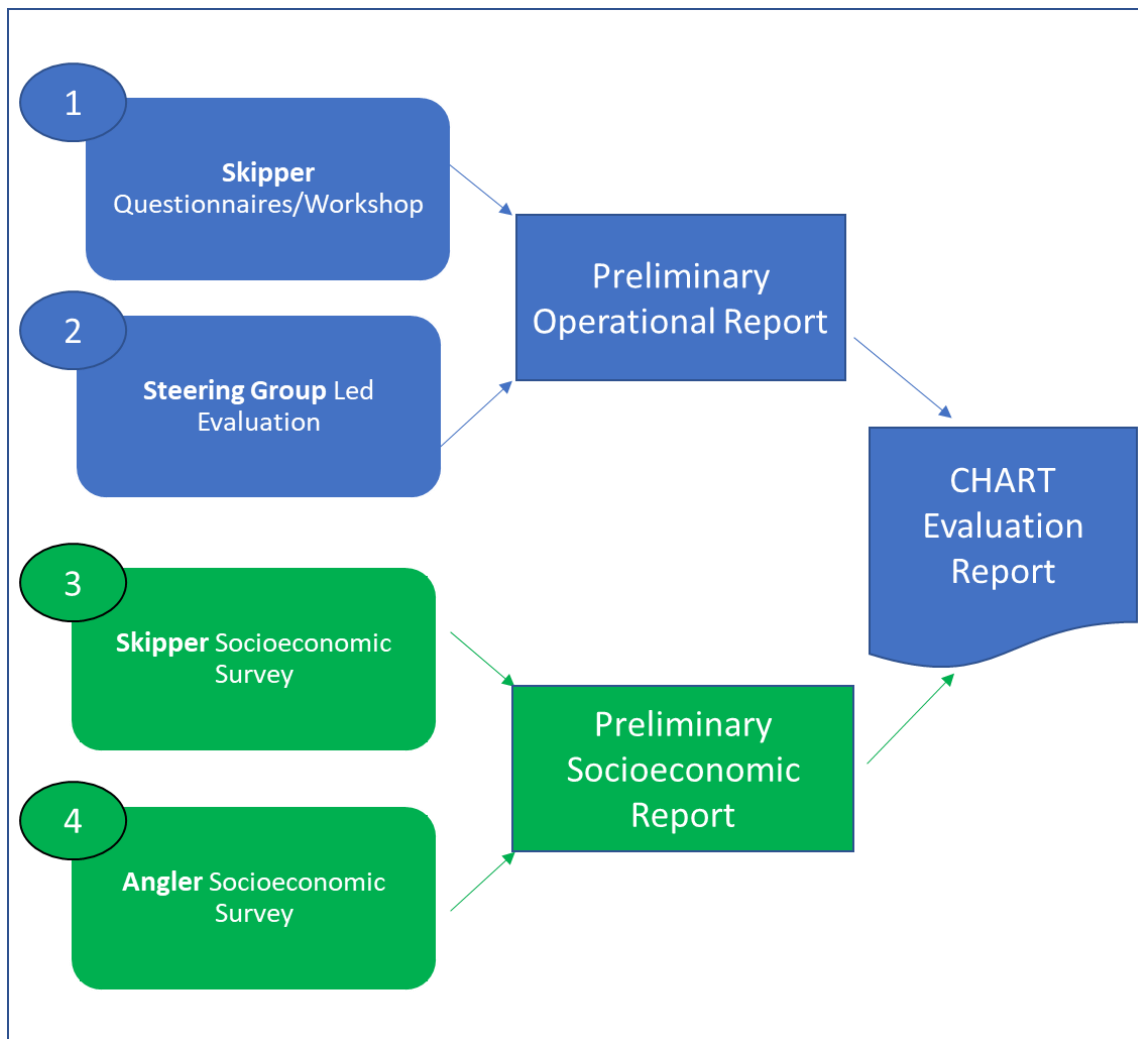 1
Skipper
Questionnaires/Workshop
2
Steering Group Led
Evaluation
Preliminary
Operational Report
3
Skipper Socioeconomic
Survey
4
Angler Socioeconomic
Survey
Preliminary
Socioeconomic
Report
CHART
Evaluation
Report